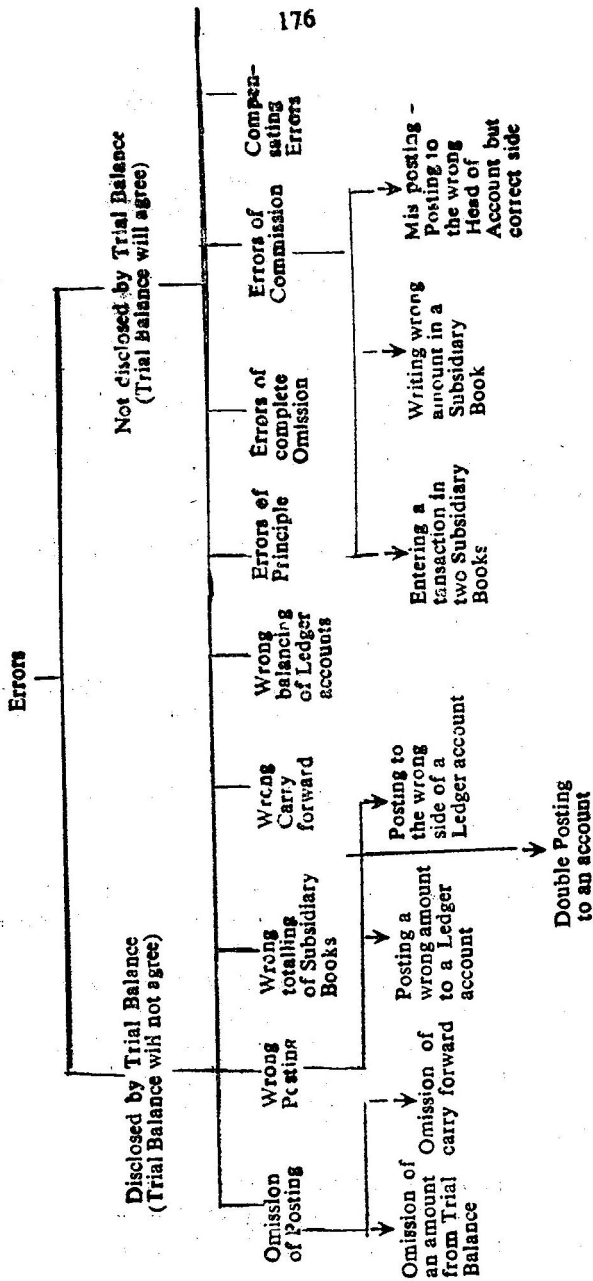 176
Errors
Disclosed by Trial Balance
(Trial Balance will not agree)
Not disclosed by Trial Balance
(Trial Balance will agree)
Omission
of Posting
Wrong
Posting
Wrong
totalling
of Subsidiary
Books
Wrong
Carry
forward
Wrong
balancing
of Ledger
accounts
Errors of
Principle
Errors of
complete
Omission
Errors of
Commission
Compen-
sating
Errors
Omission of
an amount
from Trial
Balance
Omission of
carry forward
Posting a
wrong amount
to a Ledger
account
Posting to
the wrong
side of a
Ledger account
Double Posting
to an account
Entering a
tansaction in
two Subsidiary
Books
Writing wrong
amount in a
Subsidiary
Book
Mis posting -
Posting to
the wrong
Head of
Account but
correct side